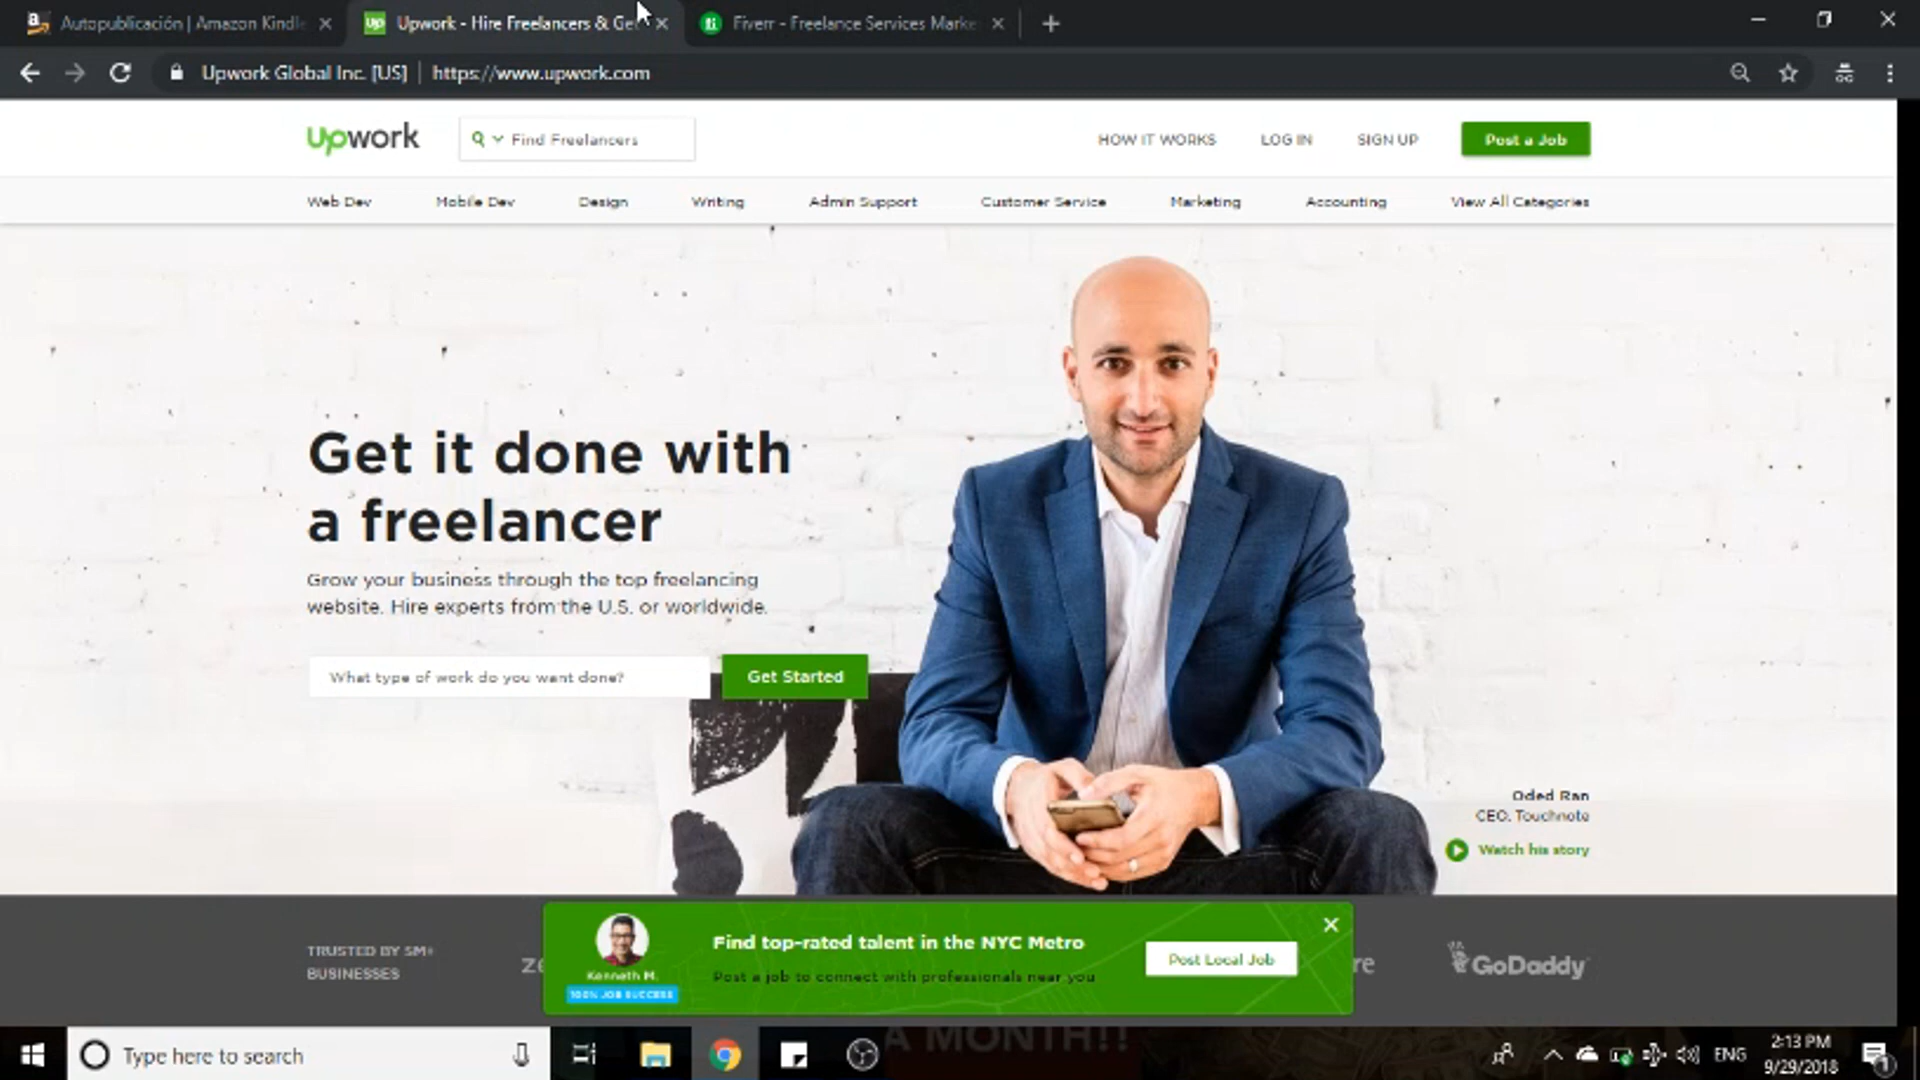 Autopublicación | Amazon Kindle
Upwork - Hire Freelancers & Get
Fiverr - Freelance Services Marke
Upwork Global Inc. [US] | https://www.upwork.com
upwork
Find Freelancers
HOW IT WORKS
LOG IN
SIGN UP
Post a Job
Web Dev
Mobile Dev
Design
Writing
Admin Support
Customer Service
Marketing
Accounting
View All Categories
Get it done with
a freelancer
Grow your business through the top freelancing
website. Hire experts from the U.S. or worldwide.
What type of work do you want done?
Get Started
Oded Ran
CEO, Touchnote
Watch his story
TRUSTED BY 5M+
BUSINESSES
ze
Kenneth M.
100% JOB SUCCESS
Find top-rated talent in the NYC Metro
Post a job to connect with professionals near you
Post Local Job
re
GoDaddy
A MONTH!!
Type here to search
ENG
2:13 PM
9/29/2018
1